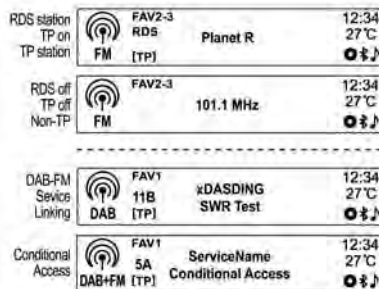 RDS station
TP on
TP station
FAV2-3
RDS
FM
[TP]
Planet R
12:34
27°C
RDS off
TP off
Non-TP
FAV2-3
FM
101.1 MHz
12:34
27°C
DAB-FM
Sevice
Linking
FAV1
11B
DAB [TP]
xDASDING
SWR Test
12:34
27°C
Conditional
Access
FAV1
5A
DAB+FM [TP]
ServiceName
Conditional Access
12:34
27°C